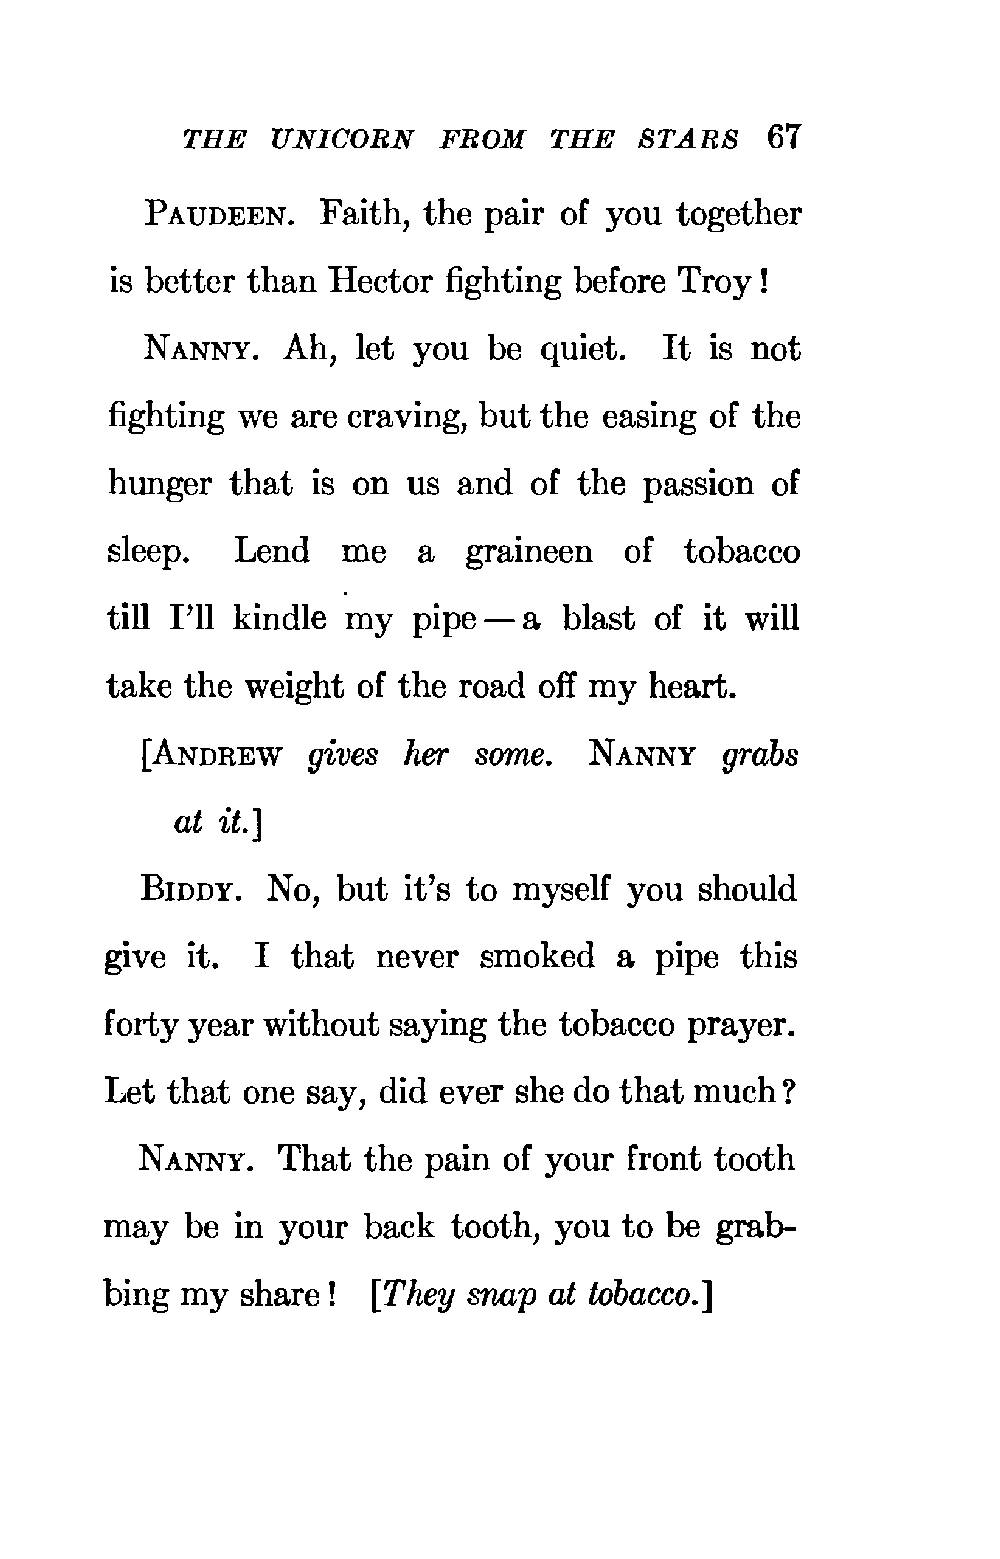 THE UNICORN FROM THE STARS 67
PAUDEEN. Faith, the pair of you together
is better than Hector fighting before Troy!
NANNY. Ah, let you be quiet. It is not
fighting we are craving, but the easing of the
hunger that is on us and of the passion of
sleep. Lend me a graineen of tobacco
till I'll kindle my pipe — a blast of it will
take the weight of the road off my heart.
[ANDREW gives her some. NANNY grabs
at it.]
BIDDY. No, but it's to myself you should
give it. I that never smoked a pipe this
forty year without saying the tobacco prayer.
Let that one say, did ever she do that much?
NANNY. That the pain of your front tooth
may be in your back tooth, you to be grab-
bing my share! [They snap at tobacco.]